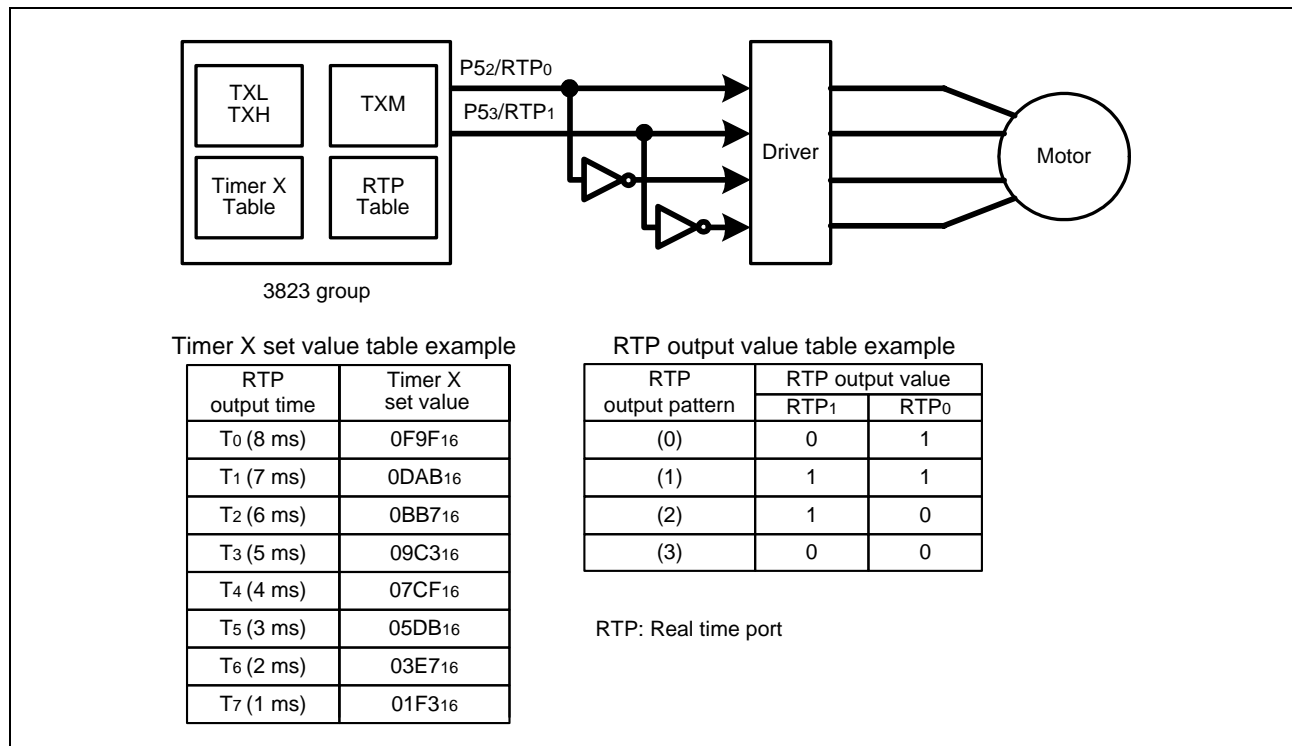 P52/RTP0
P53/RTP1
TXL
TXH
TXM
Timer X
Table
RTP
Table
Driver
Motor
3823 group
Timer X set value table example
RTP
output time
Timer X
set value
T0 (8 ms) 0F9F16
T1 (7 ms) 0DAB16
T2 (6 ms) 0BB716
T3 (5 ms) 09C316
T4 (4 ms) 07CF16
T5 (3 ms) 05DB16
T6 (2 ms) 03E716
T7 (1 ms) 01F316
RTP output value table example
RTP
output pattern
RTP output value
RTP1 RTP0
(0) 0 1
(1) 1 1
(2) 1 0
(3) 0 0
RTP: Real time port